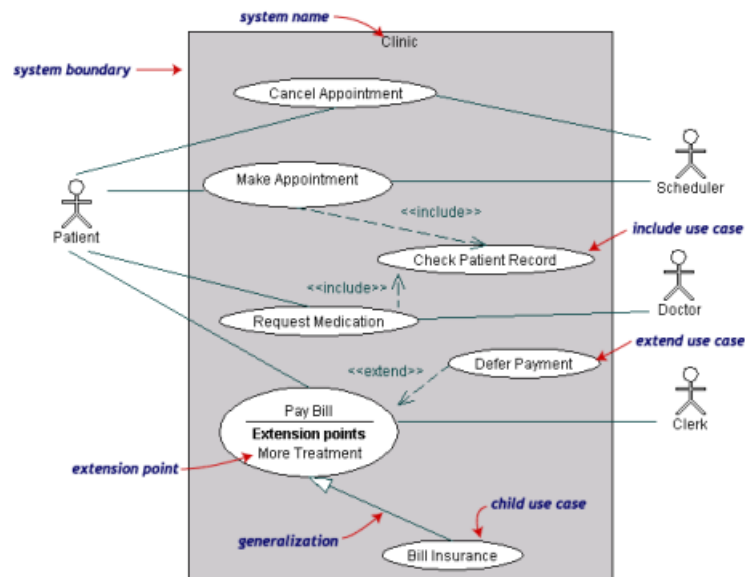 system name
Clinic
system boundary
Cancel Appointment
Make Appointment
Scheduler
<<include>>
Patient
include use case
Check Patient Record
<<include>>
Request Medication
Doctor
extend use case
Defer Payment
<<extend>>
Pay Bill
Extension points
Clerk
More Treatment
extension point
child use case
generalization
Bill Insurance